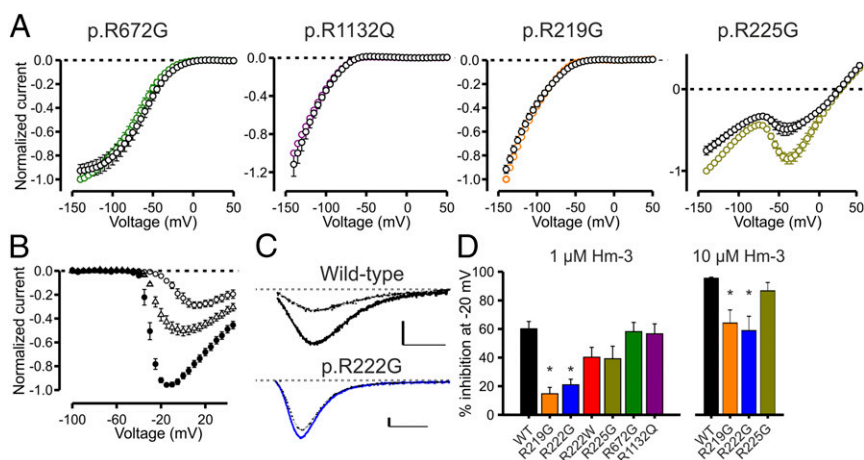 A
p.R672G
p.R1132Q
p.R219G
p.R225G
Normalized current
0.0
-0.2
-0.4
-0.6
-0.8
-1.0
-150 -100 -50 0 50
Voltage (mV)
0.0
-0.4
-0.8
-1.2
-150 -100 -50 0 50
Voltage (mV)
0.0
-0.2
-0.4
-0.6
-0.8
-1.0
-150 -100 -50 0 50
Voltage (mV)
0
-1
-150 -100 -50 0 50
Voltage (mV)
B
Normalized current
0.0
-0.2
-0.4
-0.6
-0.8
-1.0
-100 -60 -20 20
Voltage (mV)
C
Wild-type
p.R222G
D
1 μM Hm-3
10 μM Hm-3
% inhibition at -20 mV
100
80
60
40
20
0
* *
* *
WT
R219G
R222G
R222W
R225G
R672G
R1132Q
WT
R219G
R222G
R225G